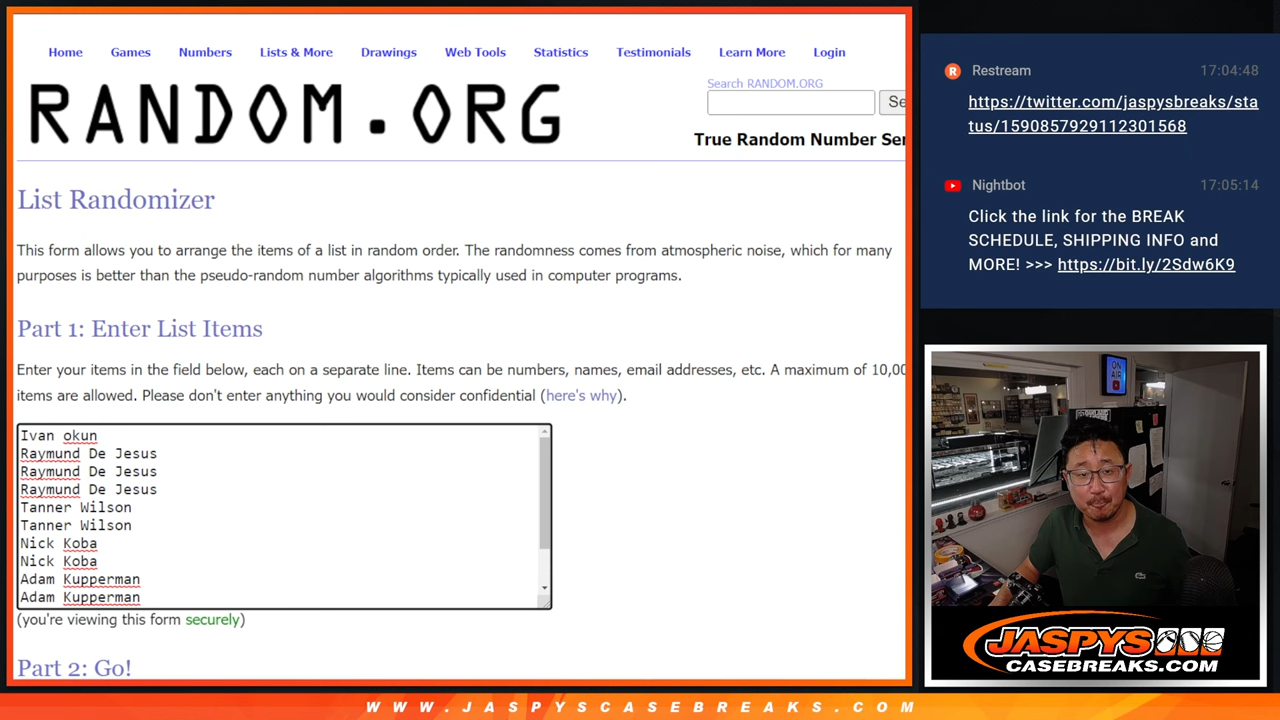 Home Games Numbers Lists & More Drawings Web Tools Statistics Testimonials Learn More Login
RANDOM.ORG
Search RANDOM.ORG
Se
True Random Number Ser
List Randomizer
This form allows you to arrange the items of a list in random order. The randomness comes from atmospheric noise, which for many
purposes is better than the pseudo-random number algorithms typically used in computer programs.
Part 1: Enter List Items
Enter your items in the field below, each on a separate line. Items can be numbers, names, email addresses, etc. A maximum of 10,00
items are allowed. Please don't enter anything you would consider confidential (here's why).
Ivan okun
Raymund De Jesus
Raymund De Jesus
Raymund De Jesus
Tanner Wilson
Tanner Wilson
Nick Koba
Nick Koba
Adam Kupperman
Adam Kupperman
(you're viewing this form securely)
Part 2: Go!
R Restream 17:04:48
https://twitter.com/jaspysbreaks/sta
tus/1590857929112301568
Nightbot 17:05:14
Click the link for the BREAK
SCHEDULE, SHIPPING INFO and
MORE! >>> https://bit.ly/2Sdw6K9
ON
AIR
JASPYS
CASEBREAKS.COM
WWW.JASPYSCASEBREAKS.COM